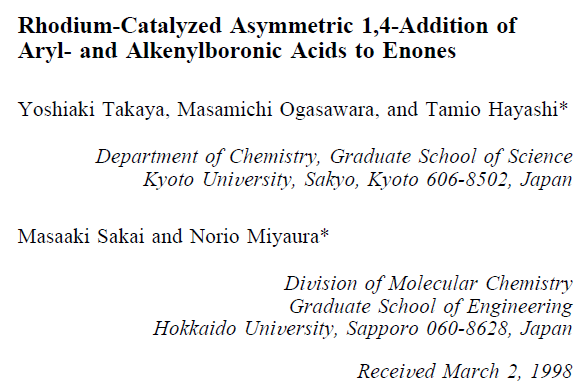 Rhodium-Catalyzed Asymmetric 1,4-Addition of
Aryl- and Alkenylboronic Acids to Enones
Yoshiaki Takaya, Masamichi Ogasawara, and Tamio Hayashi*
Department of Chemistry, Graduate School of Science
Kyoto University, Sakyo, Kyoto 606-8502, Japan
Masaaki Sakai and Norio Miyaura*
Division of Molecular Chemistry
Graduate School of Engineering
Hokkaido University, Sapporo 060-8628, Japan
Received March 2, 1998